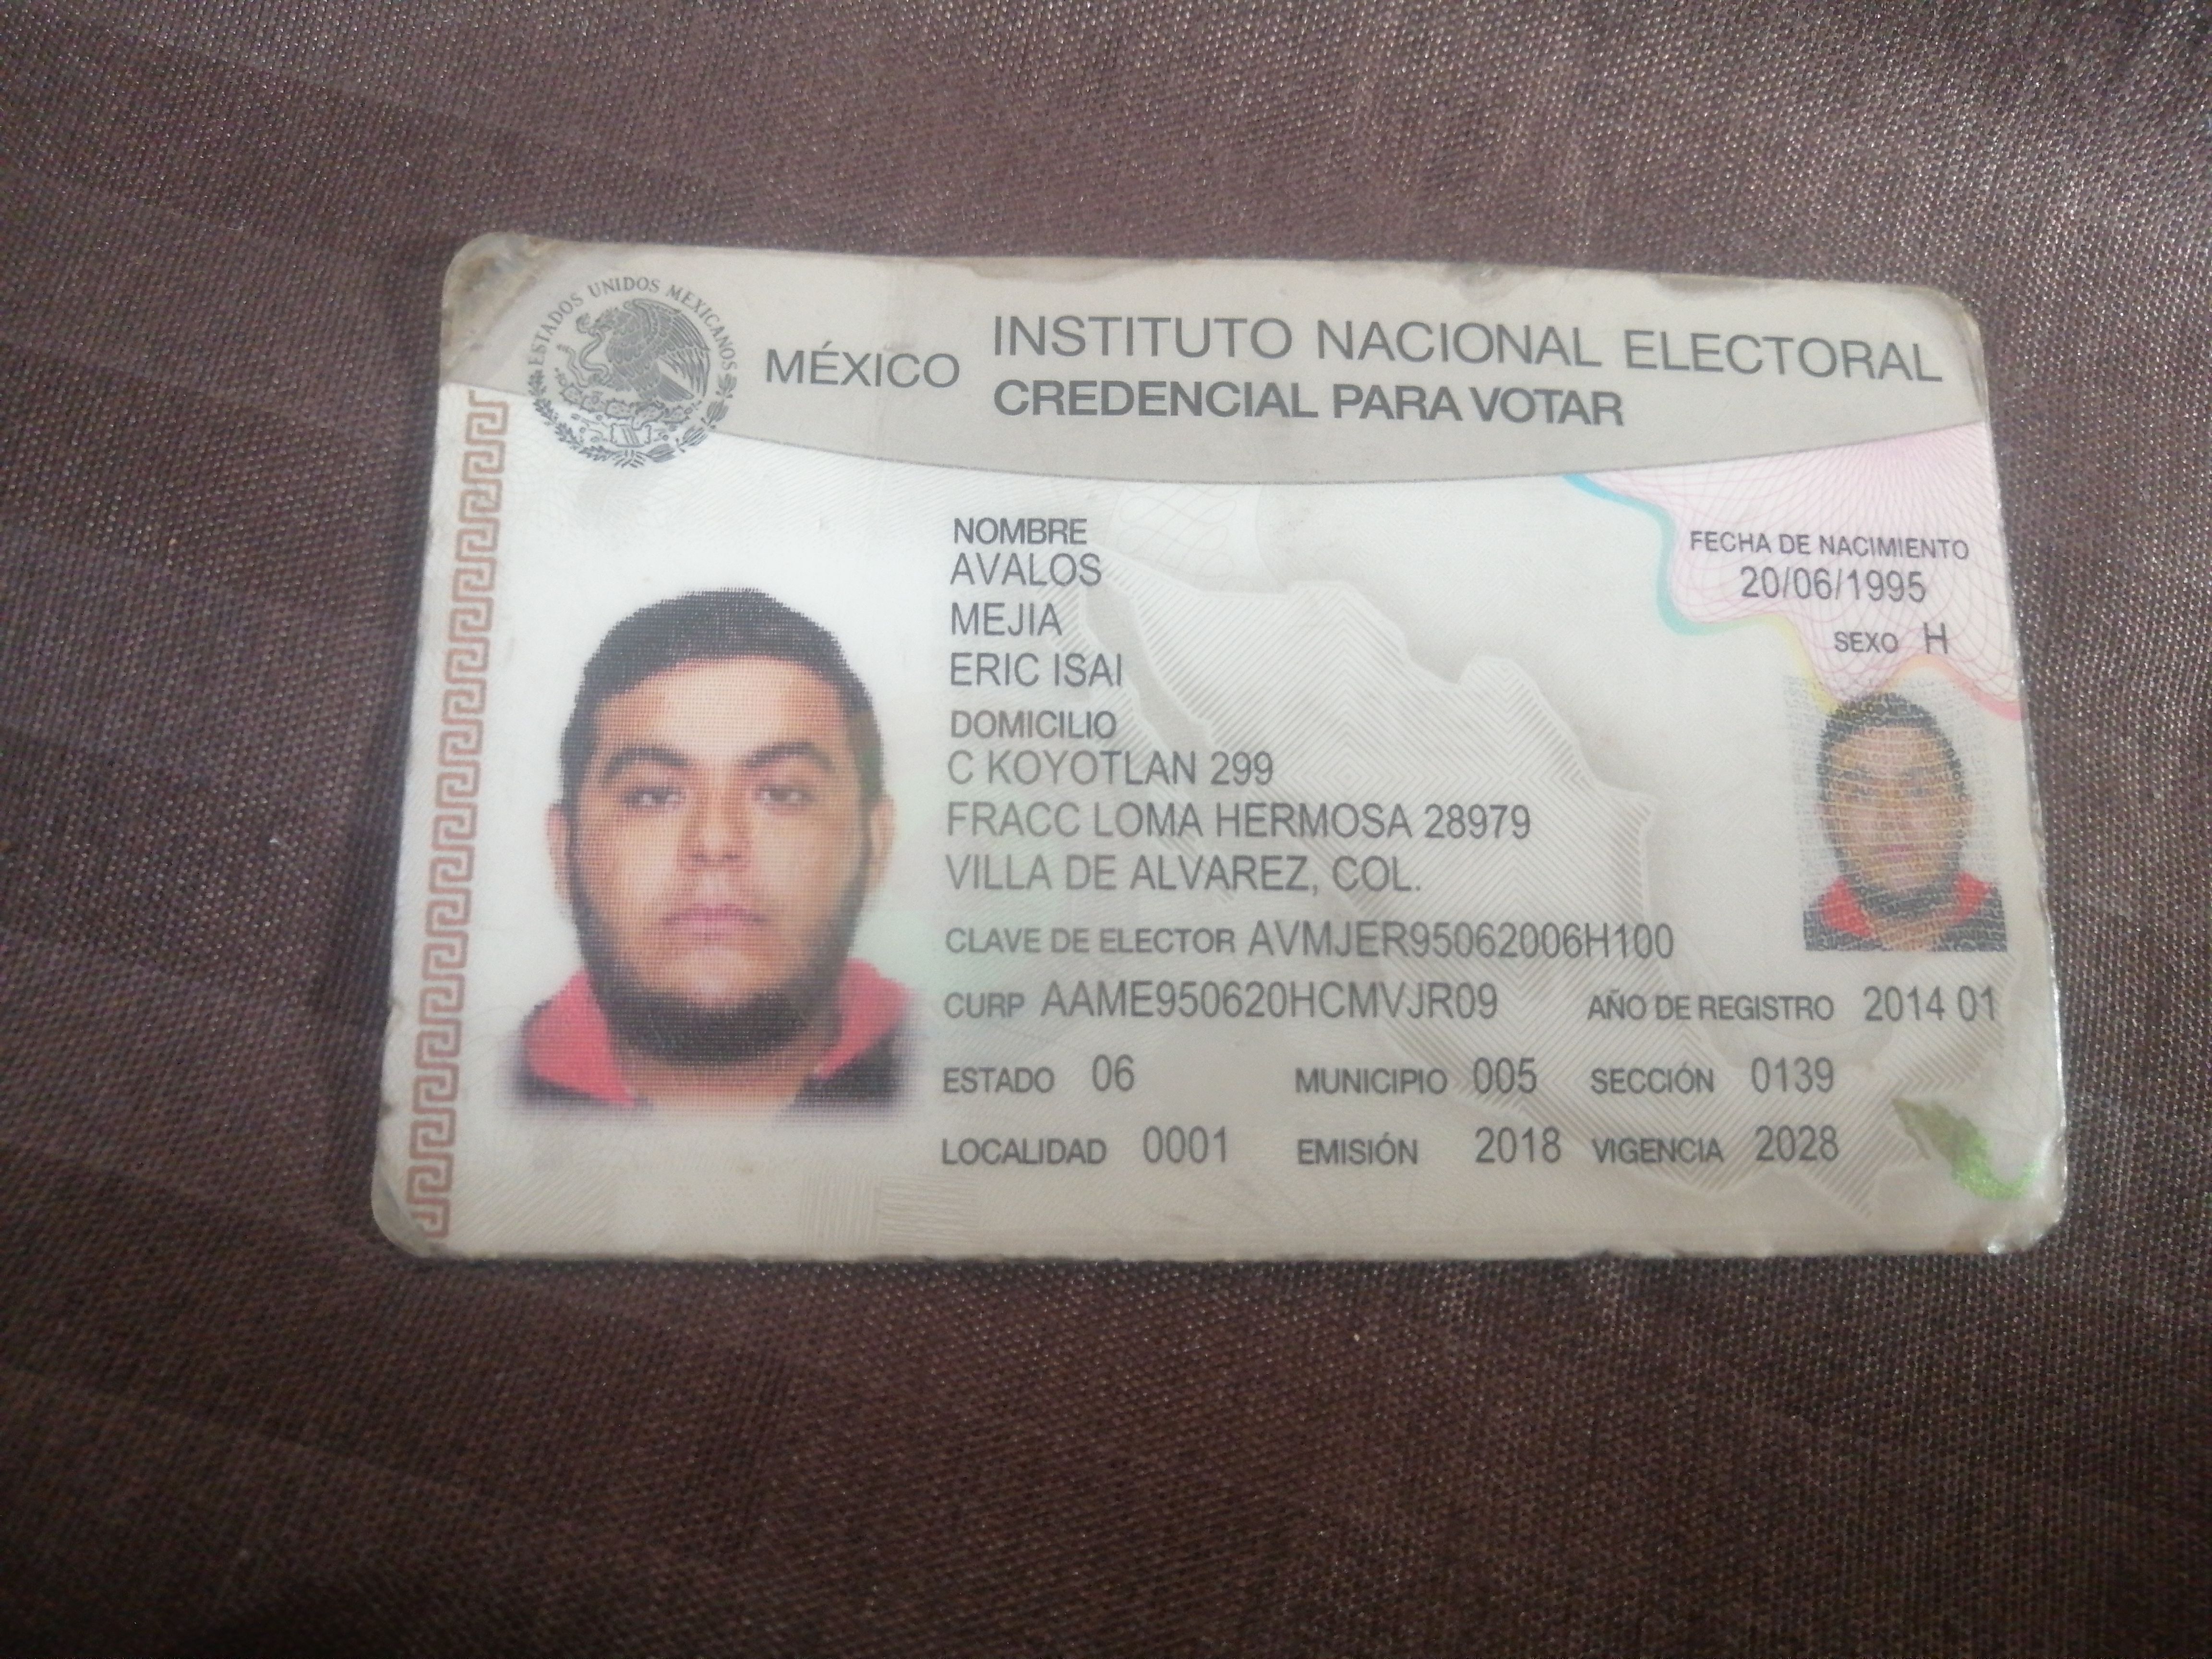 ESTADOS UNIDOS MEXICANOS
MÉXICO
INSTITUTO NACIONAL ELECTORAL
CREDENCIAL PARA VOTAR
NOMBRE
AVALOS
MEJIA
ERIC ISAI
FECHA DE NACIMIENTO
20/06/1995
SEXO H
DOMICILIO
C KOYOTLAN 299
FRACC LOMA HERMOSA 28979
VILLA DE ALVAREZ, COL.
CLAVE DE ELECTOR AVMJER95062006H100
CURP AAME950620HCMVJR09 AÑO DE REGISTRO 2014 01
ESTADO 06 MUNICIPIO 005 SECCIÓN 0139
LOCALIDAD 0001 EMISIÓN 2018 VIGENCIA 2028